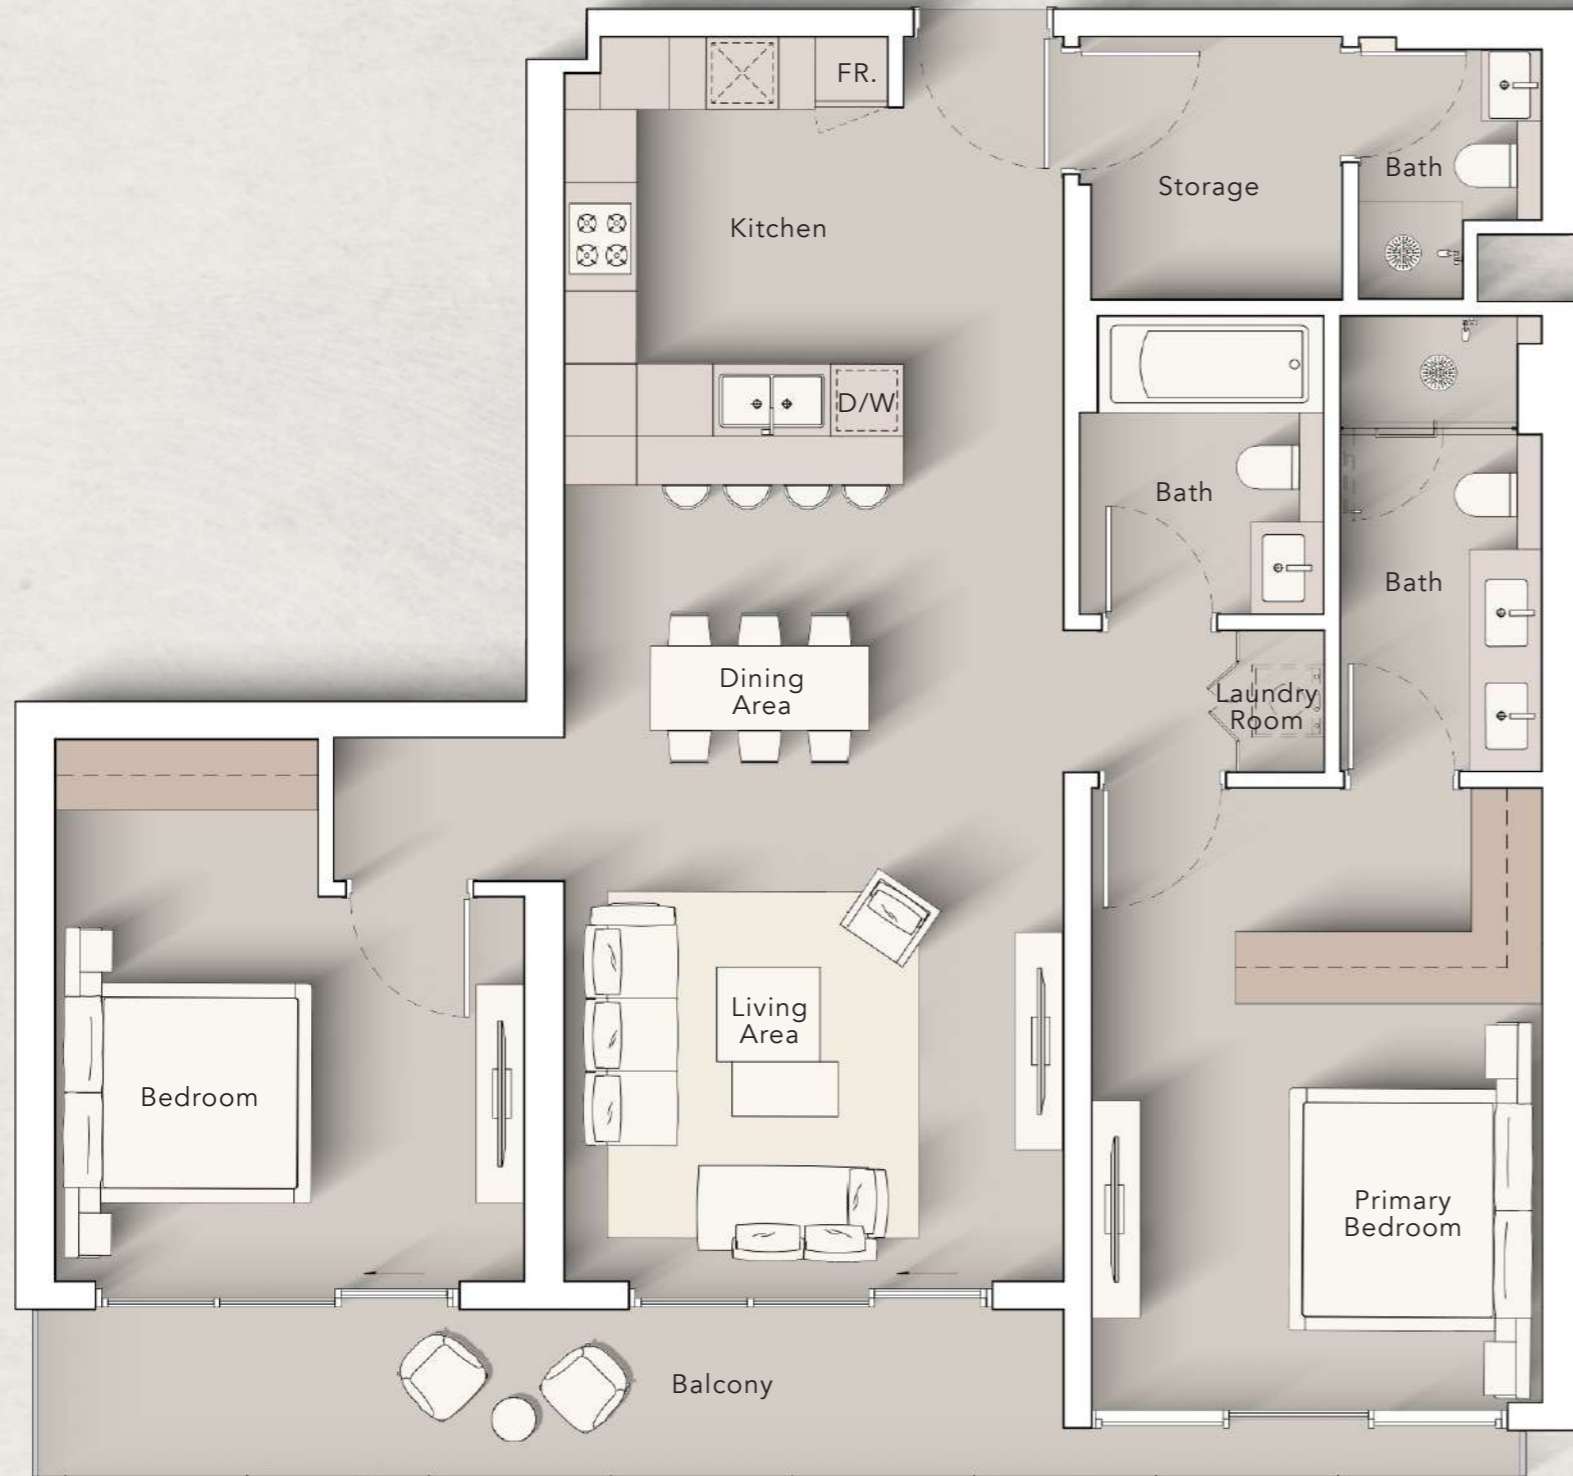 FR.
Bath
Storage
Kitchen
D/W
Bath
Bath
Dining
Area
Laundry
Room
Living
Area
Bedroom
Primary
Bedroom
Balcony